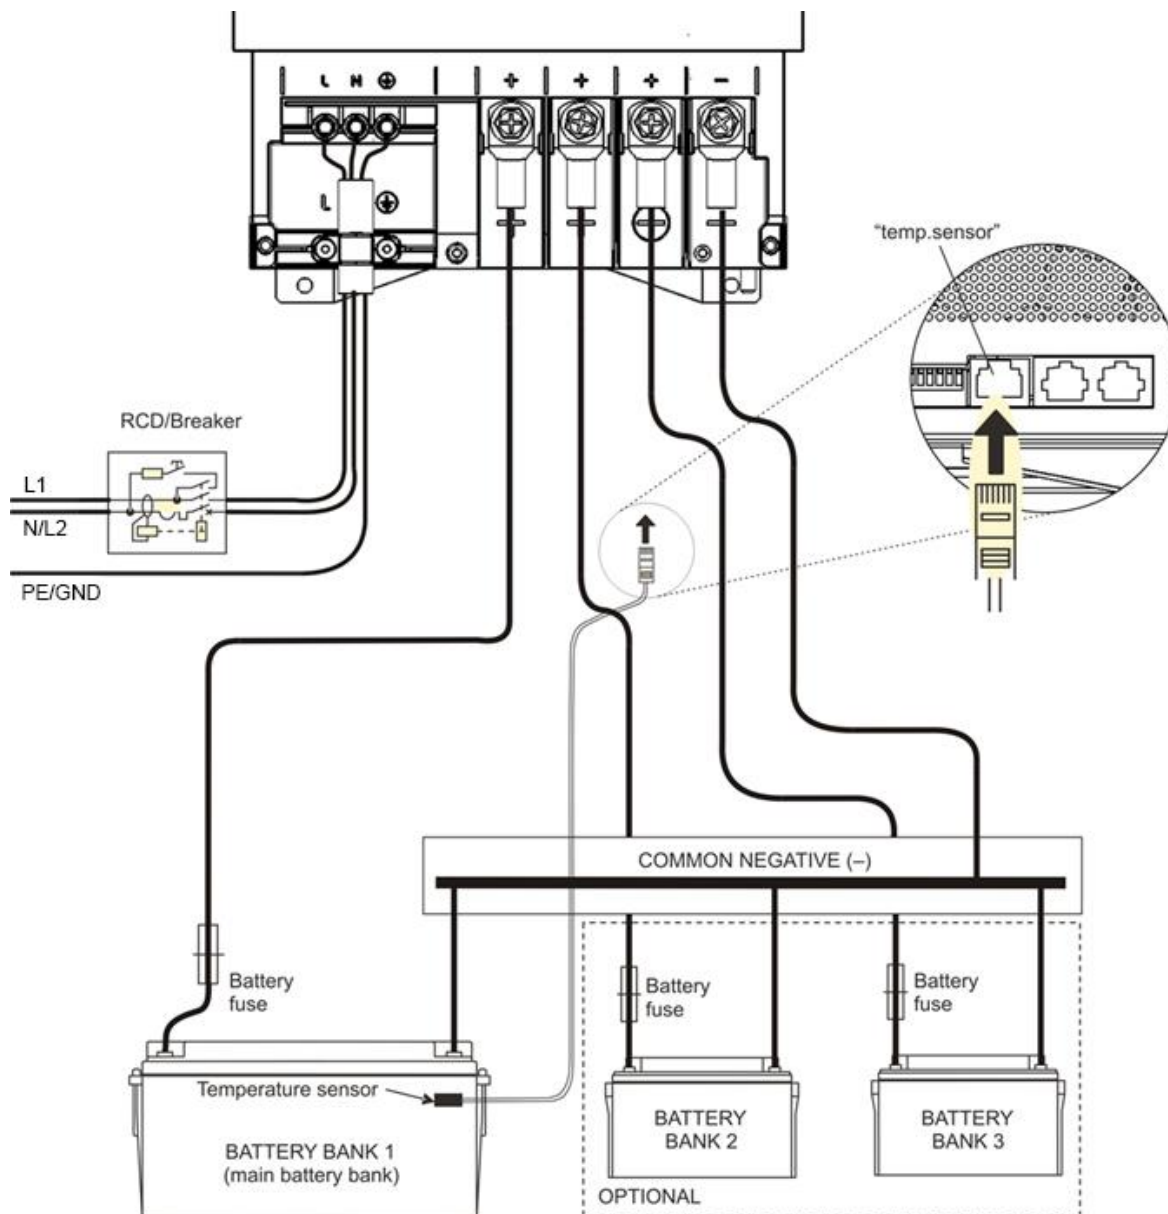 L N
+ + + −
L
"temp.sensor"
RCD/Breaker
L1
N/L2
PE/GND
COMMON NEGATIVE (–)
Battery
fuse
Battery
fuse
Battery
fuse
Temperature sensor
BATTERY BANK 1
(main battery bank)
BATTERY
BANK 2
BATTERY
BANK 3
OPTIONAL